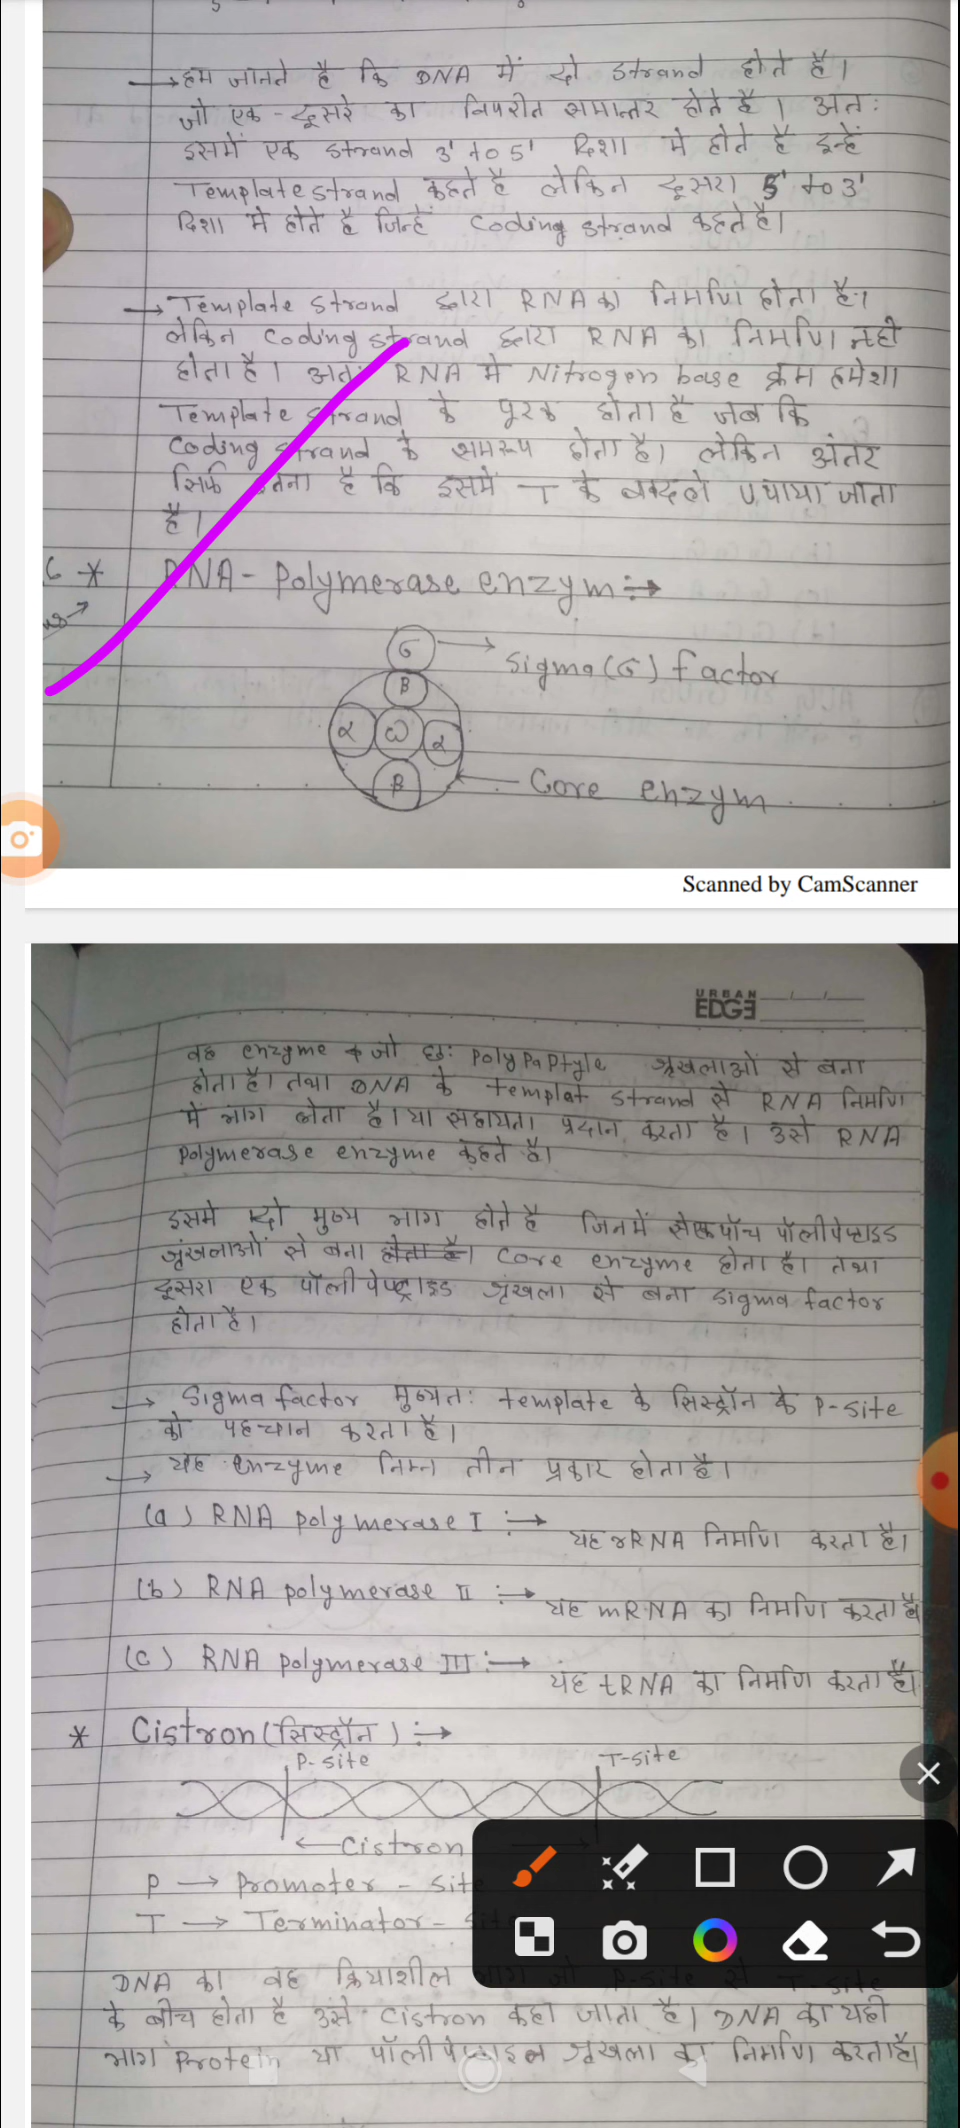 → हम जानते है कि DNA में दो strand होते है।
जो एक-दूसरे का विपरीत समान्तर होते है। अतः
इसमें एक strand 3' to 5' दिशा मे होते है इन्हें
Template strand कहते है लेकिन दूसरा 5' to 3'
दिशा मे होते है जिन्हें coding strand कहते है।
→ Template strand द्वारा RNA का निर्माण होता है।
लेकिन coding strand द्वारा RNA का निर्माण नही
होता है। अतः RNA मे Nitrogen base क्रम हमेशा
Template strand के पूरक होता है जब कि
coding strand के समरूप होता है। लेकिन अंतर
सिर्फ इतना है कि इसमें T के बदले U पाया जाता
है।
6 * RNA-polymerase enzym :→
σ → Sigma(σ) factor
β
α ω α
β ← Core enzym
Scanned by CamScanner
URBAN
EDGE
वह enzyme जो छः polypaptyle श्रृखलाओं से बना
होता है। तथा DNA के templat strand से RNA निर्माण
में भाग लेता है। या सहायता प्रदान करता है। उसे RNA
polymerase enzyme कहते है।
इसमे दो मुख्य भाग होते है जिनमें से एक पॉच पॉलीपेप्टाइड
श्रृंखलाओं से बना होता है। core enzyme होता है। तथा
दूसरा एक पॉलीपेप्ट्राइड श्रृंखला से बना sigma factor
होता है।
→ Sigma factor मुख्यतः template के सिस्ट्रॉन के P-site
को पहचान करता है।
→ यह enzyme निम्न तीन प्रकार होता है।
(a) RNA polymerase I :→ यह rRNA निर्माण करता है।
(b) RNA polymerase II :→ यह mRNA का निर्माण करता है।
(c) RNA polymerase III :→ यह tRNA का निर्माण करता है।
* Cistron (सिस्ट्रॉन) :→
P-site T-site
← Cistron →
P → Promoter - site
T → Terminator -
DNA का वह क्रियाशील भाग जो P-site से T-site
के बीच होता है उसे cistron कहा जाता है। DNA का यही
भाग Protein या पॉलीपेप्टाइड श्रृखला का निर्माण करता है।